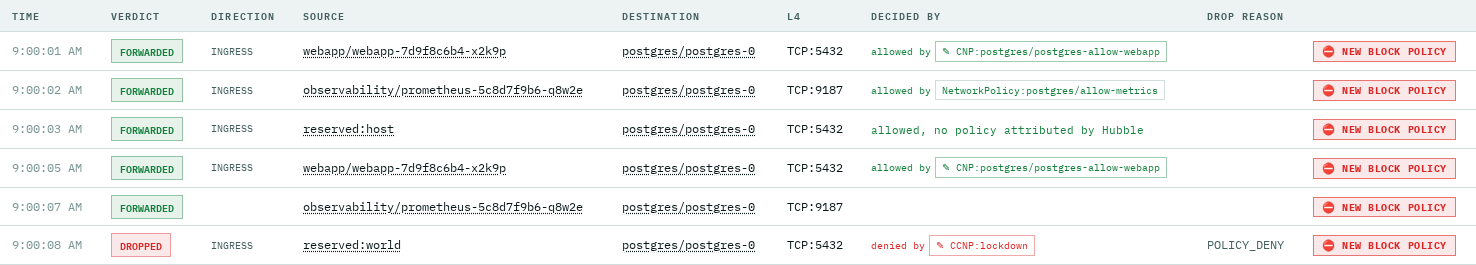 TIME VERDICT DIRECTION SOURCE DESTINATION L4 DECIDED BY DROP REASON
9:00:01 AM FORWARDED INGRESS webapp/webapp-7d9f8c6b4-x2k9p postgres/postgres-0 TCP:5432 allowed by ✎ CNP:postgres/postgres-allow-webapp ⛔ NEW BLOCK POLICY
9:00:02 AM FORWARDED INGRESS observability/prometheus-5c8d7f9b6-q8w2e postgres/postgres-0 TCP:9187 allowed by NetworkPolicy:postgres/allow-metrics ⛔ NEW BLOCK POLICY
9:00:03 AM FORWARDED INGRESS reserved:host postgres/postgres-0 TCP:5432 allowed, no policy attributed by Hubble ⛔ NEW BLOCK POLICY
9:00:05 AM FORWARDED INGRESS webapp/webapp-7d9f8c6b4-x2k9p postgres/postgres-0 TCP:5432 allowed by ✎ CNP:postgres/postgres-allow-webapp ⛔ NEW BLOCK POLICY
9:00:07 AM FORWARDED observability/prometheus-5c8d7f9b6-q8w2e postgres/postgres-0 TCP:9187 ⛔ NEW BLOCK POLICY
9:00:08 AM DROPPED INGRESS reserved:world postgres/postgres-0 TCP:5432 denied by ✎ CCNP:lockdown POLICY_DENY ⛔ NEW BLOCK POLICY